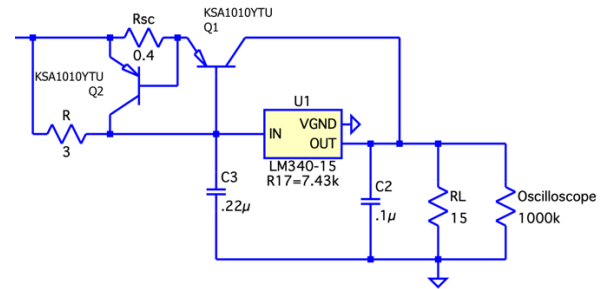 Rsc
KSA1010YTU
Q1
0.4
KSA1010YTU
Q2
R
3
U1
IN
VGND
OUT
LM340-15
R17=7.43k
C3
.22µ
C2
.1µ
RL
15
Oscilloscope
1000k